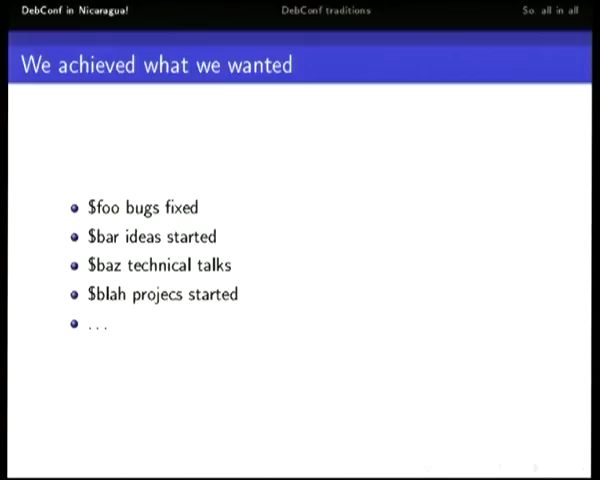 DebConf in Nicaragua!
DebConf traditions
So, all in all
We achieved what we wanted
$foo bugs fixed
$bar ideas started
$baz technical talks
$blah projecs started
. . .